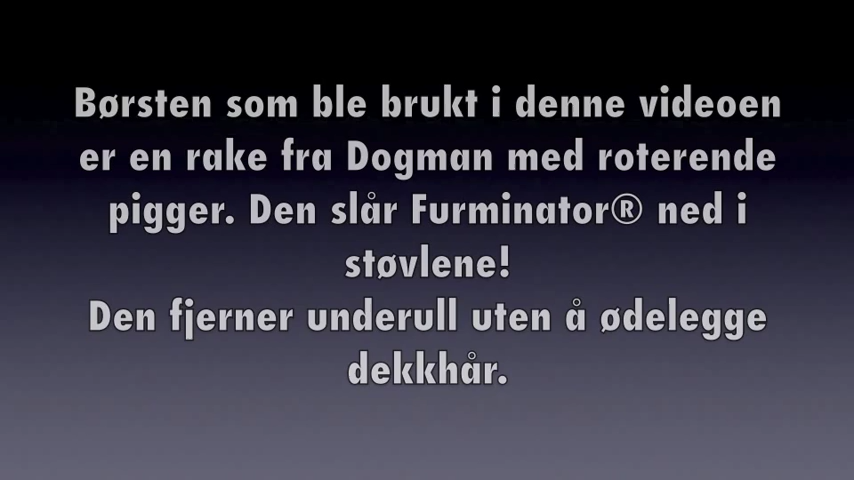 Børsten som ble brukt i denne videoen
er en rake fra Dogman med roterende
pigger. Den slår Furminator® ned i
støvlene!
Den fjerner underull uten å ødelegge
dekkhår.